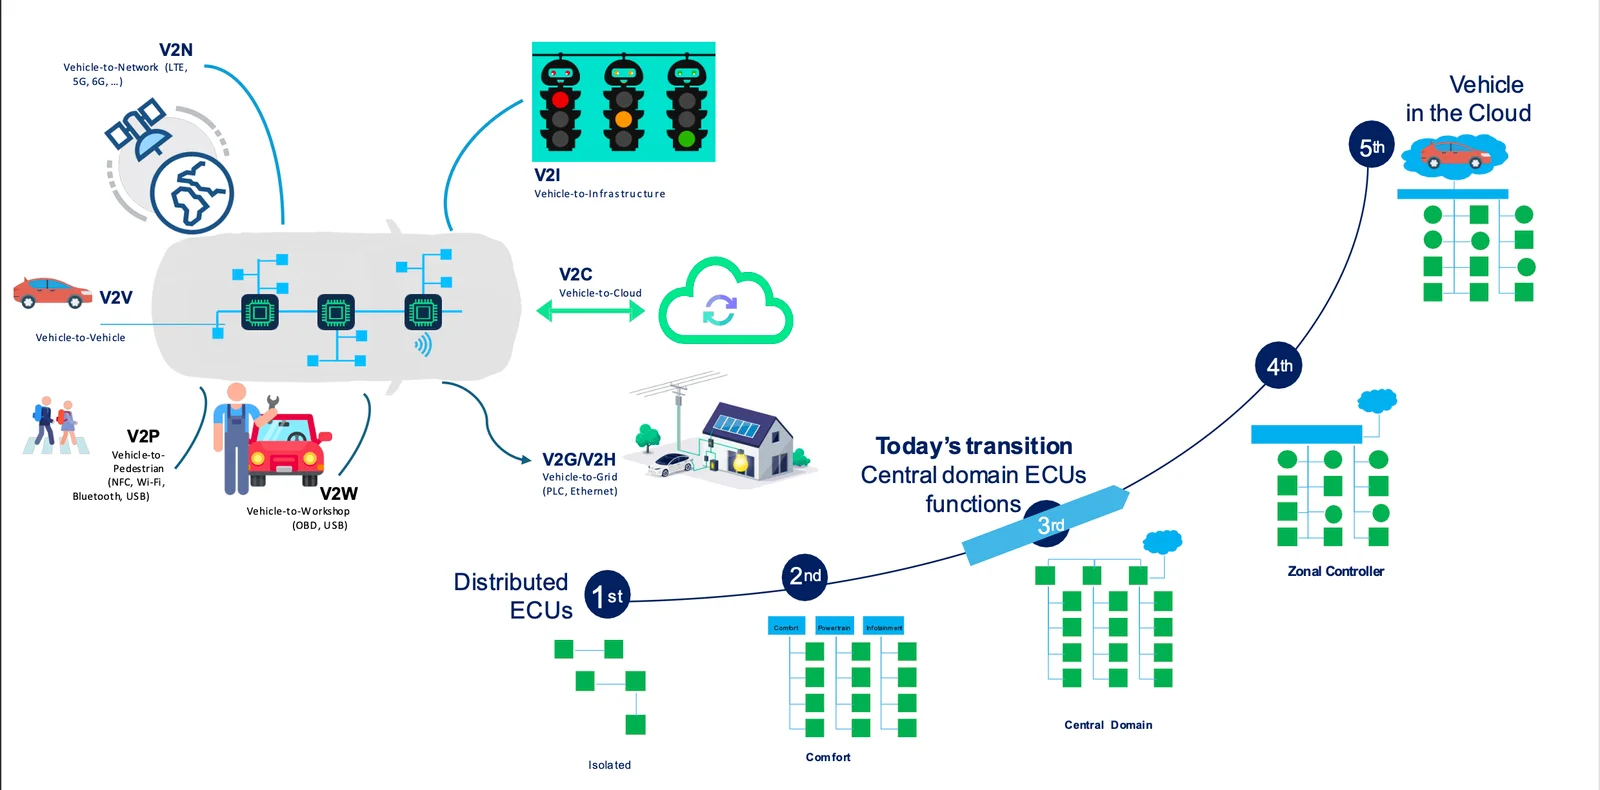 V2N
Vehicle-to-Network (LTE,
5G, 6G, ...)
V2I
Vehicle-to-Infrastructure
V2V
Vehicle-to-Vehicle
V2C
Vehicle-to-Cloud
V2P
Vehicle-to-
Pedestrian
(NFC, Wi-Fi,
Bluetooth, USB)
V2W
Vehicle-to-Workshop
(OBD, USB)
V2G/V2H
Vehicle-to-Grid
(PLC, Ethernet)
Distributed
ECUs
1st
Isolated
2nd
Comfort
Powertrain
Infotainment
Comfort
Today's transition
Central domain ECUs
functions
3rd
Central Domain
4th
Zonal Controller
5th
Vehicle
in the Cloud